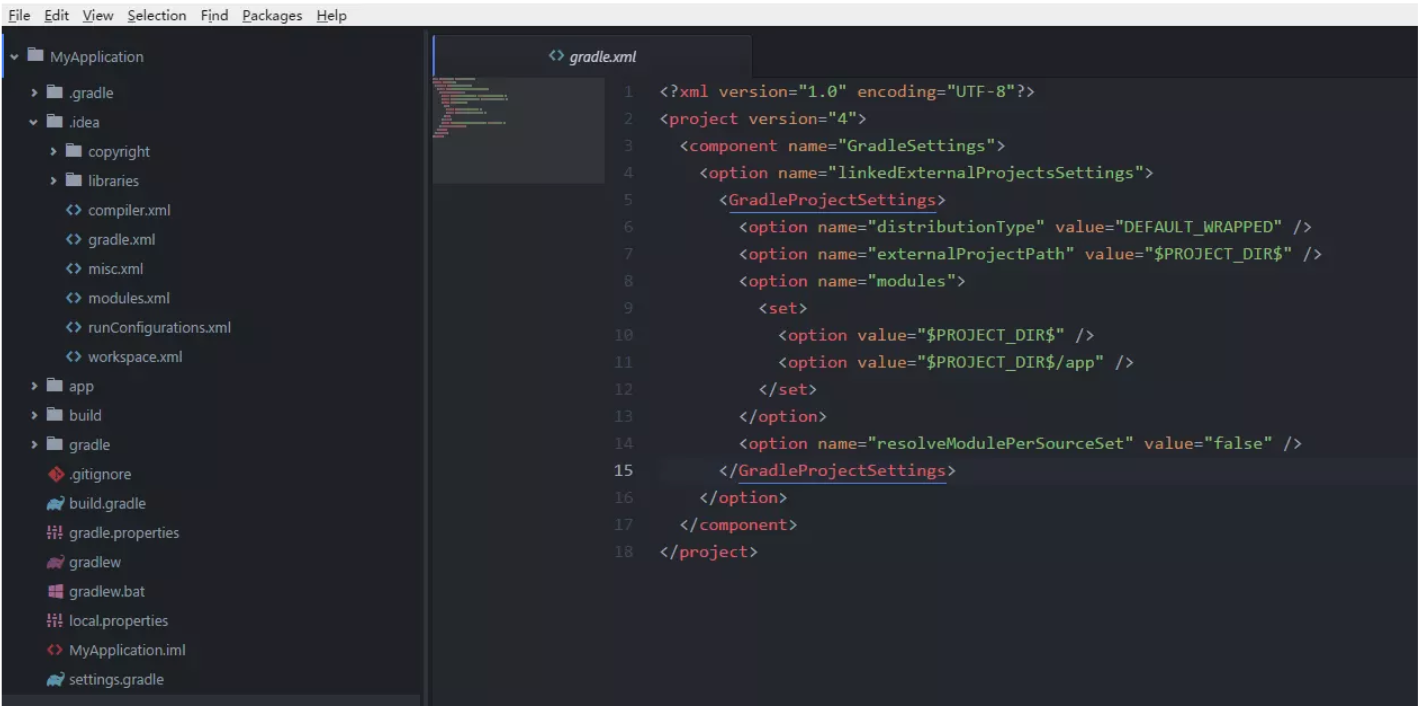 File Edit View Selection Find Packages Help
MyApplication
.gradle
.idea
copyright
libraries
compiler.xml
gradle.xml
misc.xml
modules.xml
runConfigurations.xml
workspace.xml
app
build
gradle
.gitignore
build.gradle
gradle.properties
gradlew
gradlew.bat
local.properties
MyApplication.iml
settings.gradle
gradle.xml
1 <?xml version="1.0" encoding="UTF-8"?>
2 <project version="4">
3 <component name="GradleSettings">
4 <option name="linkedExternalProjectsSettings">
5 <GradleProjectSettings>
6 <option name="distributionType" value="DEFAULT_WRAPPED" />
7 <option name="externalProjectPath" value="$PROJECT_DIR$" />
8 <option name="modules">
9 <set>
10 <option value="$PROJECT_DIR$" />
11 <option value="$PROJECT_DIR$/app" />
12 </set>
13 </option>
14 <option name="resolveModulePerSourceSet" value="false" />
15 </GradleProjectSettings>
16 </option>
17 </component>
18 </project>